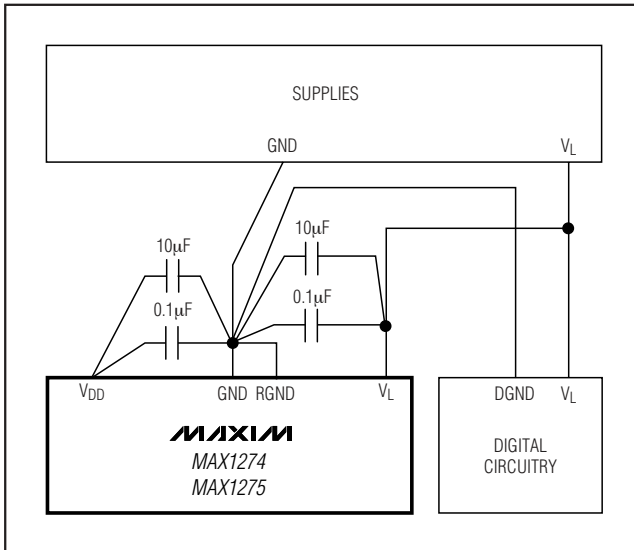 SUPPLIES
GND VL
10µF 10µF
0.1µF 0.1µF
VDD GND RGND VL DGND VL
MAXIM
MAX1274
MAX1275
DIGITAL
CIRCUITRY